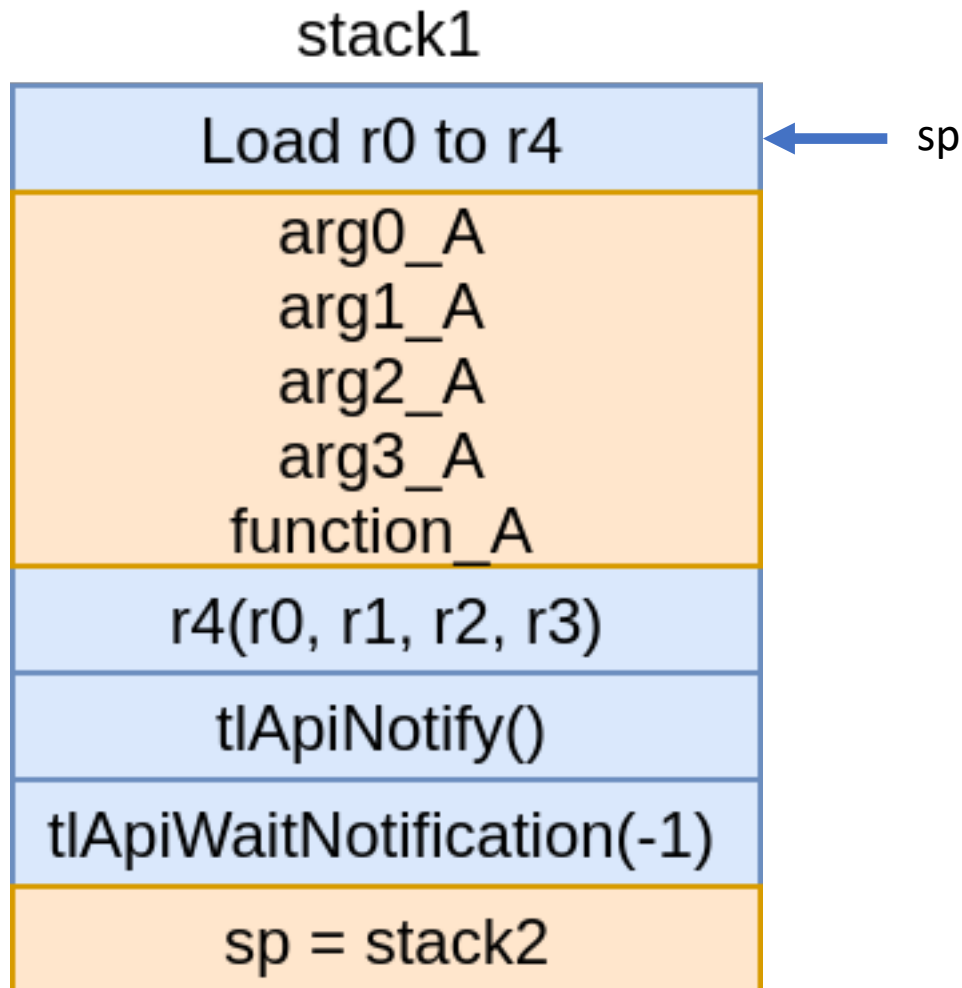 stack1
Load r0 to r4
sp
arg0_A
arg1_A
arg2_A
arg3_A
function_A
r4(r0, r1, r2, r3)
tlApiNotify()
tlApiWaitNotification(-1)
sp = stack2